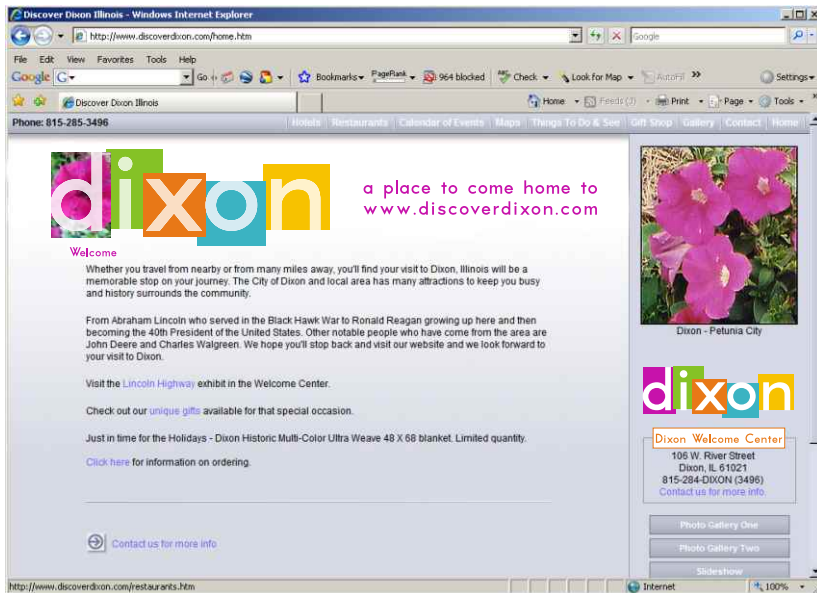 Discover Dixon Illinois - Windows Internet Explorer
http://www.discoverdixon.com/home.htm
Google
File Edit View Favorites Tools Help
Google G Go Bookmarks PageRank 964 blocked ABC Check Look for Map AutoFill » Settings
Discover Dixon Illinois
Home Feeds (J) Print Page Tools »
Phone: 815-285-3496
Hotels Restaurants Calendar of Events Maps Things To Do & See Gift Shop Gallery Contact Home
dixon
a place to come home to
www.discoverdixon.com
Welcome
Whether you travel from nearby or from many miles away, you'll find your visit to Dixon, Illinois will be a
memorable stop on your journey. The City of Dixon and local area has many attractions to keep you busy
and history surrounds the community.
From Abraham Lincoln who served in the Black Hawk War to Ronald Reagan growing up here and then
becoming the 40th President of the United States. Other notable people who have come from the area are
John Deere and Charles Walgreen. We hope you'll stop back and visit our website and we look forward to
your visit to Dixon.
Visit the Lincoln Highway exhibit in the Welcome Center.
Check out our unique gifts available for that special occasion.
Just in time for the Holidays - Dixon Historic Multi-Color Ultra Weave 48 X 68 blanket. Limited quantity.
Click here for information on ordering.
Contact us for more info
Dixon - Petunia City
dixon
Dixon Welcome Center
106 W. River Street
Dixon, IL 61021
815-284-DIXON (3496)
Contact us for more info.
Photo Gallery One
Photo Gallery Two
Slideshow
http://www.discoverdixon.com/restaurants.htm
Internet
100%